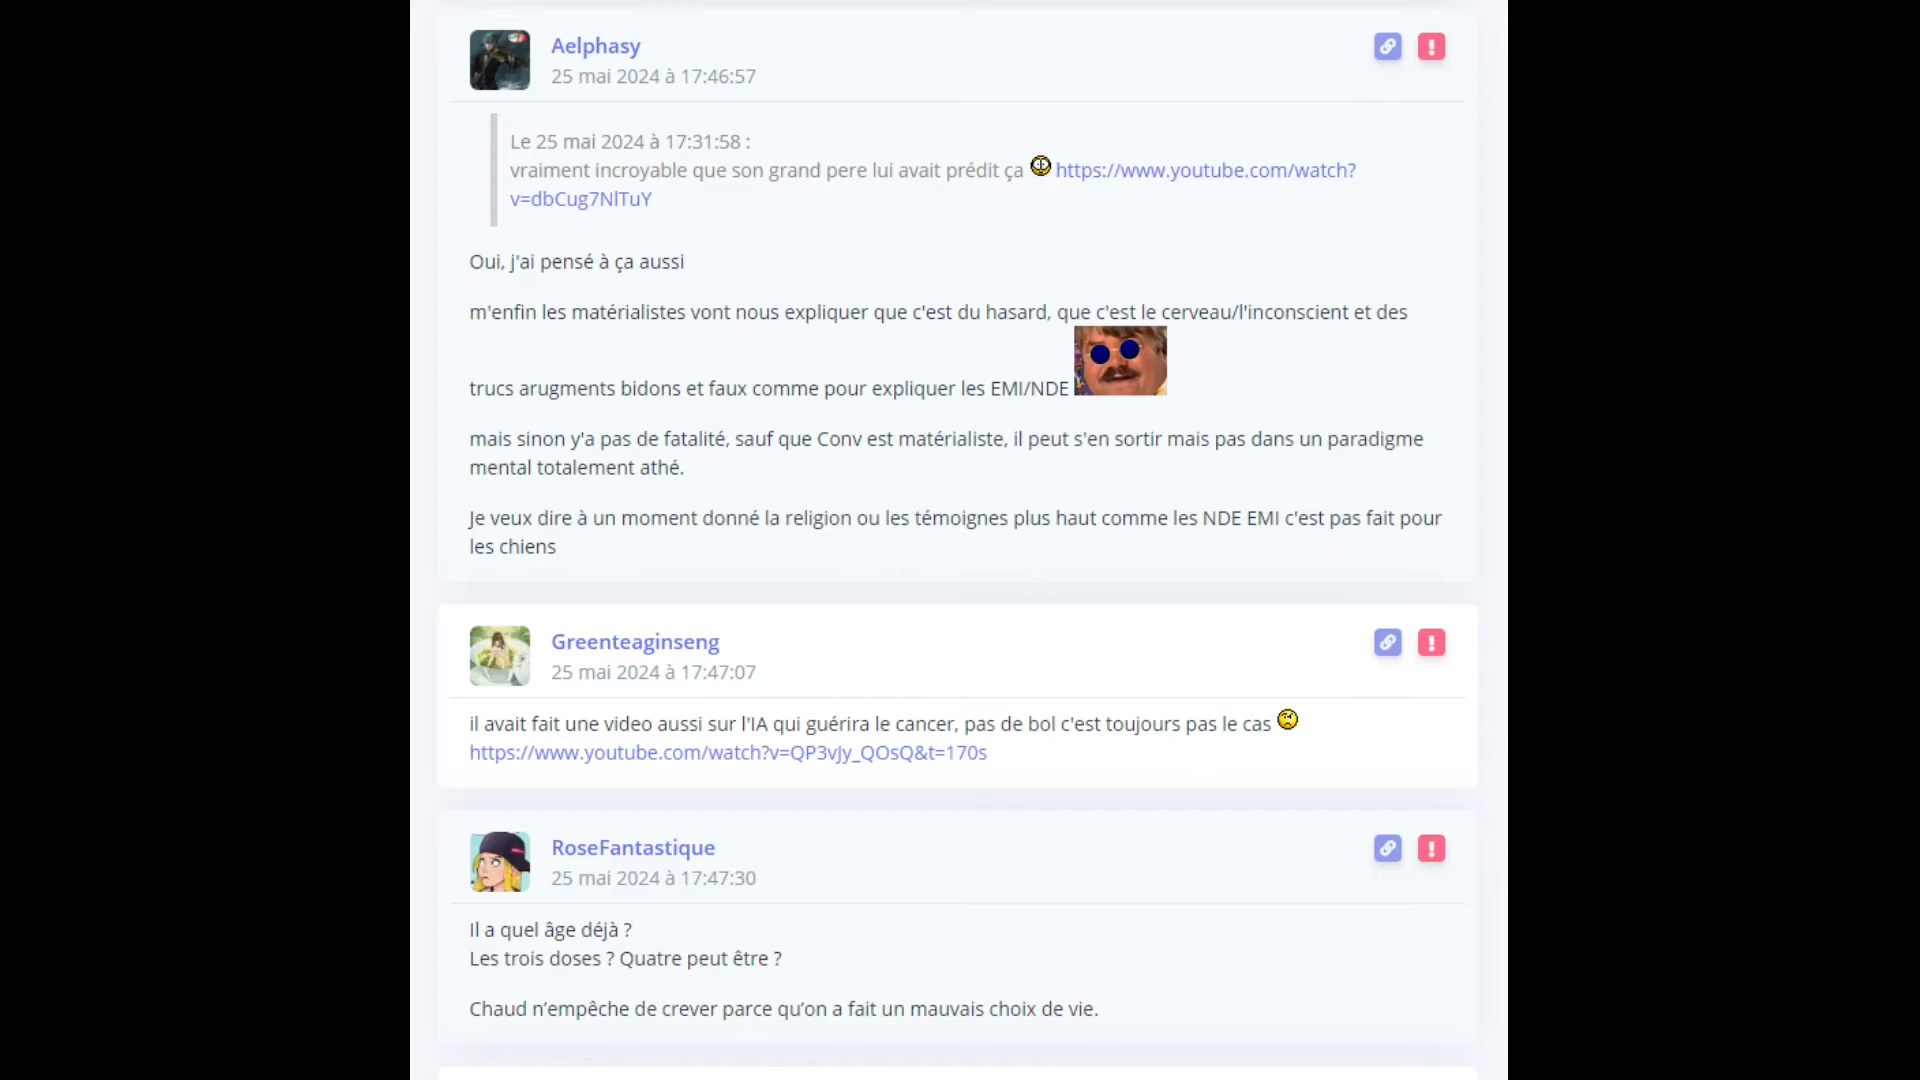 Aelphasy
25 mai 2024 à 17:46:57
Le 25 mai 2024 à 17:31:58 :
vraiment incroyable que son grand pere lui avait prédit ça https://www.youtube.com/watch?
v=dbCug7NlTuY
Oui, j'ai pensé à ça aussi
m'enfin les matérialistes vont nous expliquer que c'est du hasard, que c'est le cerveau/l'inconscient et des
trucs arugments bidons et faux comme pour expliquer les EMI/NDE
mais sinon y'a pas de fatalité, sauf que Conv est matérialiste, il peut s'en sortir mais pas dans un paradigme
mental totalement athé.
Je veux dire à un moment donné la religion ou les témoignes plus haut comme les NDE EMI c'est pas fait pour
les chiens
Greenteaginseng
25 mai 2024 à 17:47:07
il avait fait une video aussi sur l'IA qui guérira le cancer, pas de bol c'est toujours pas le cas
https://www.youtube.com/watch?v=QP3vJy_QOsQ&t=170s
RoseFantastique
25 mai 2024 à 17:47:30
Il a quel âge déjà ?
Les trois doses ? Quatre peut être ?
Chaud n’empêche de crever parce qu’on a fait un mauvais choix de vie.